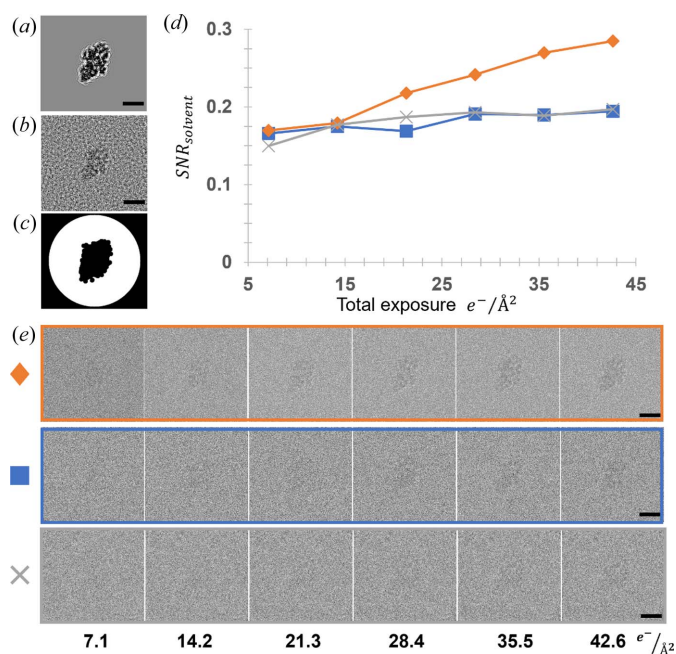 (a)
(b)
(c)
(d)
0.3
0.2
0.1
0
SNRsolvent
5 15 25 35 45
Total exposure e⁻/Å²
(e)
7.1 14.2 21.3 28.4 35.5 42.6 e⁻/Å²